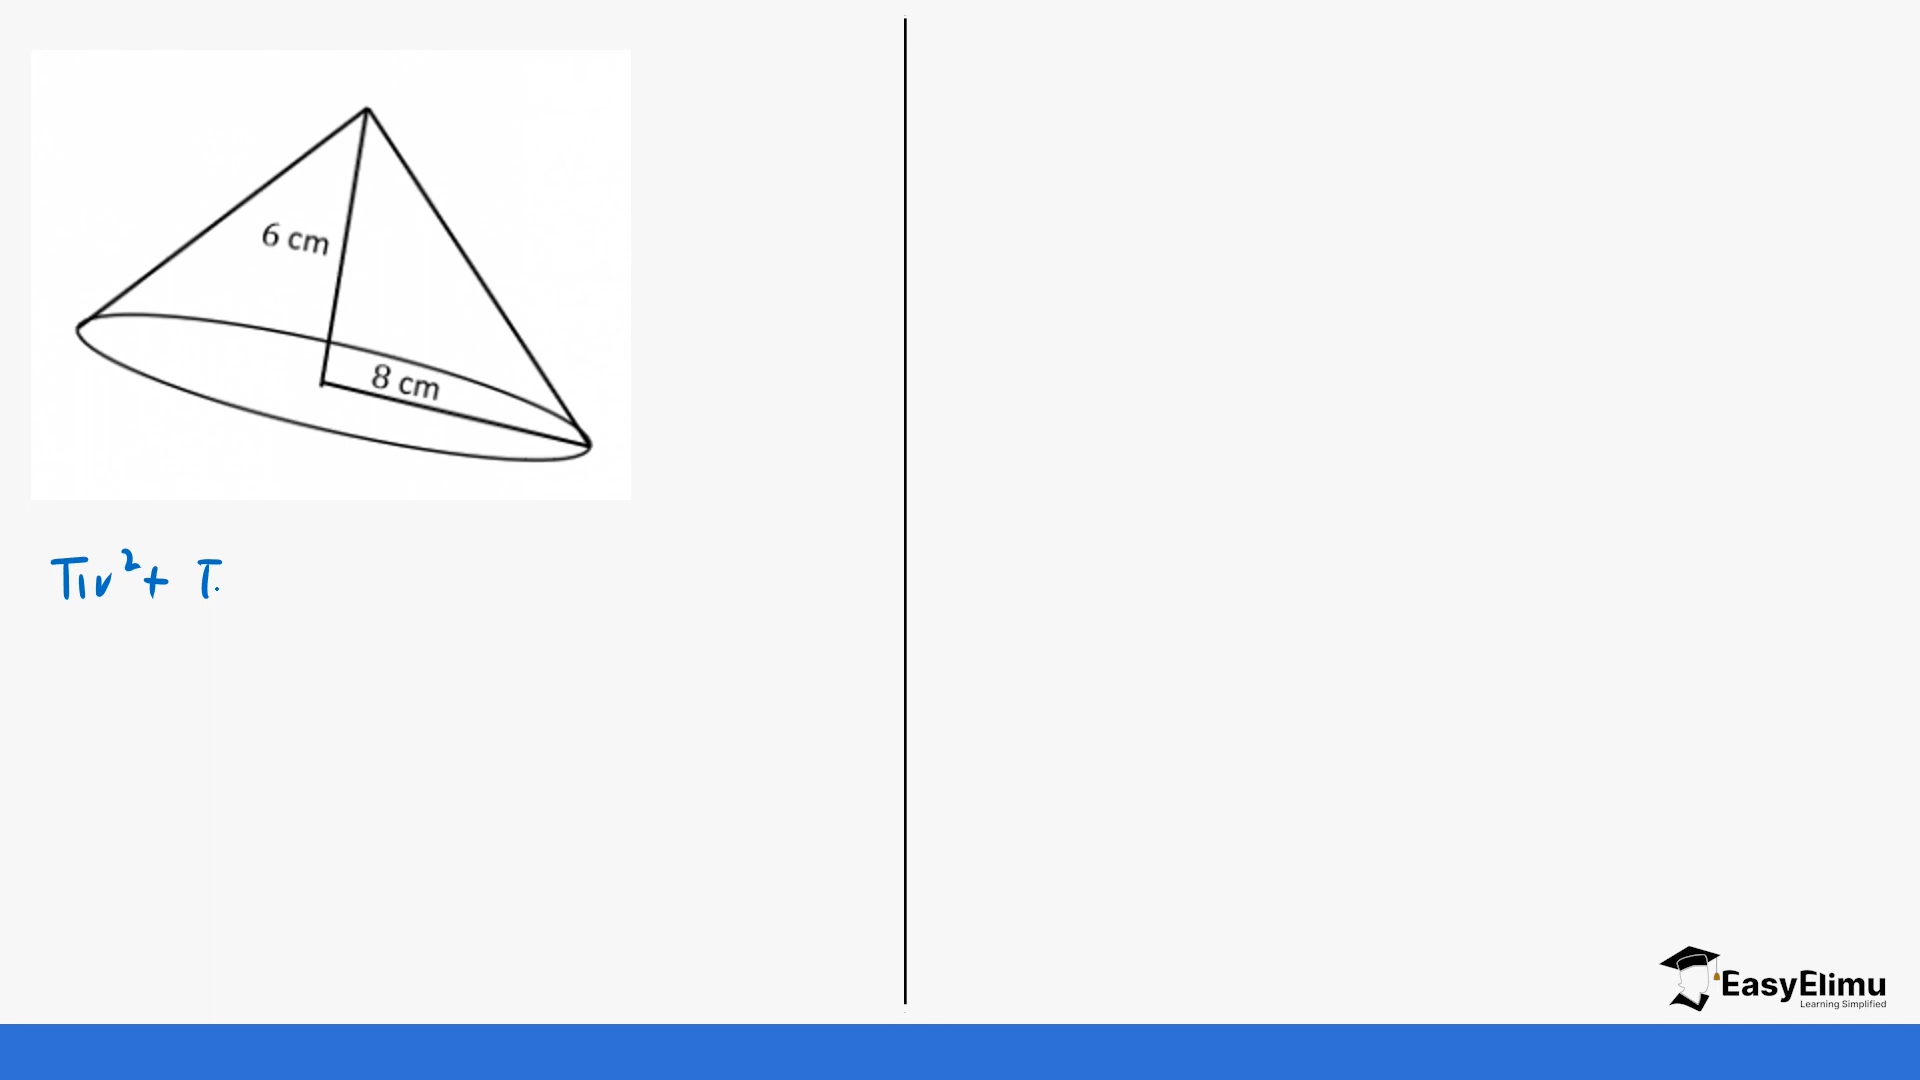 6 cm
8 cm
πr²+ π
EasyElimu
Learning Simplified